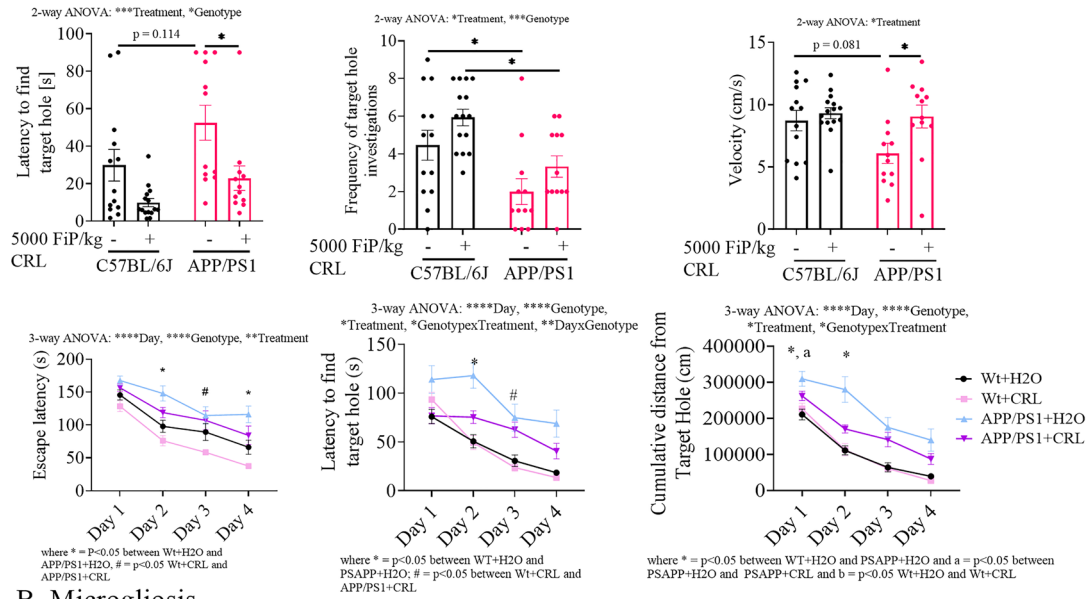 2-way ANOVA: ***Treatment, *Genotype
p = 0.114
*
Latency to find
target hole [s]
100
80
60
40
20
0
5000 FiP/kg
CRL
- + - +
C57BL/6J APP/PS1
2-way ANOVA: *Treatment, ***Genotype
*
*
Frequency of target hole
investigations
10
8
6
4
2
0
5000 FiP/kg
CRL
- + - +
C57BL/6J APP/PS1
2-way ANOVA: *Treatment
p = 0.081
*
Velocity (cm/s)
15
10
5
0
5000 FiP/kg
CRL
- + - +
C57BL/6J APP/PS1
3-way ANOVA: ****Day, ****Genotype, **Treatment
Escape latency (s)
200
150
100
50
0
* # *
Day 1 Day 2 Day 3 Day 4
where * = P<0.05 between Wt+H2O and
APP/PS1+H2O, # = p<0.05 Wt+CRL and
APP/PS1+CRL
3-way ANOVA: ****Day, ****Genotype,
*Treatment, *GenotypexTreatment, **DayxGenotype
Latency to find
target hole (s)
150
100
50
0
* #
Day 1 Day 2 Day 3 Day 4
where * = p<0.05 between WT+H2O and
PSAPP+H2O; # = p<0.05 between Wt+CRL and
APP/PS1+CRL
3-way ANOVA: ****Day, ****Genotype,
*Treatment, *GenotypexTreatment
Cumulative distance from
Target Hole (cm)
400000
300000
200000
100000
0
*, a *
Day 1 Day 2 Day 3 Day 4
Wt+H2O
Wt+CRL
APP/PS1+H2O
APP/PS1+CRL
where * = p<0.05 between WT+H2O and PSAPP+H2O and a = p<0.05 between
PSAPP+H2O and PSAPP+CRL and b = p<0.05 Wt+H2O and Wt+CRL
B. Microgliosis